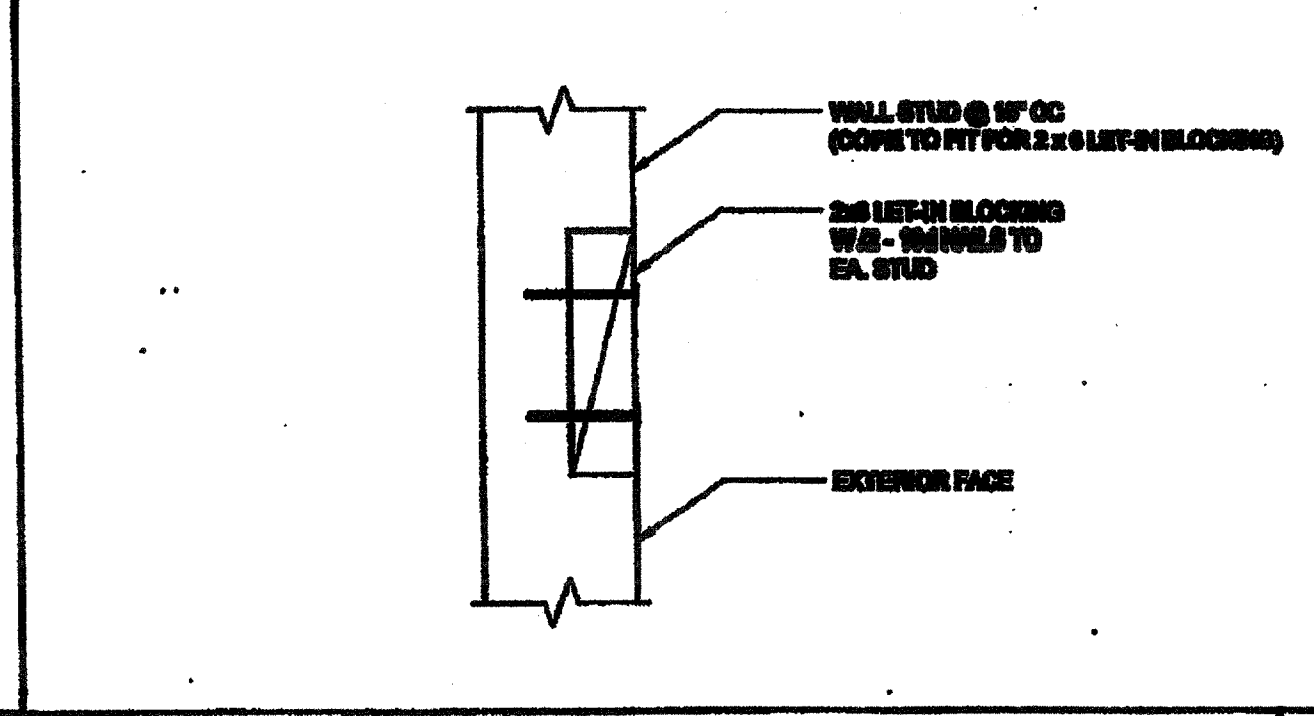 WALL STUD @ 16" OC
(COPE TO FIT FOR 2 x 6 LET-IN BLOCKING)
2x6 LET-IN BLOCKING
W/2 - 16d NAILS TO
EA. STUD
EXTERIOR FACE